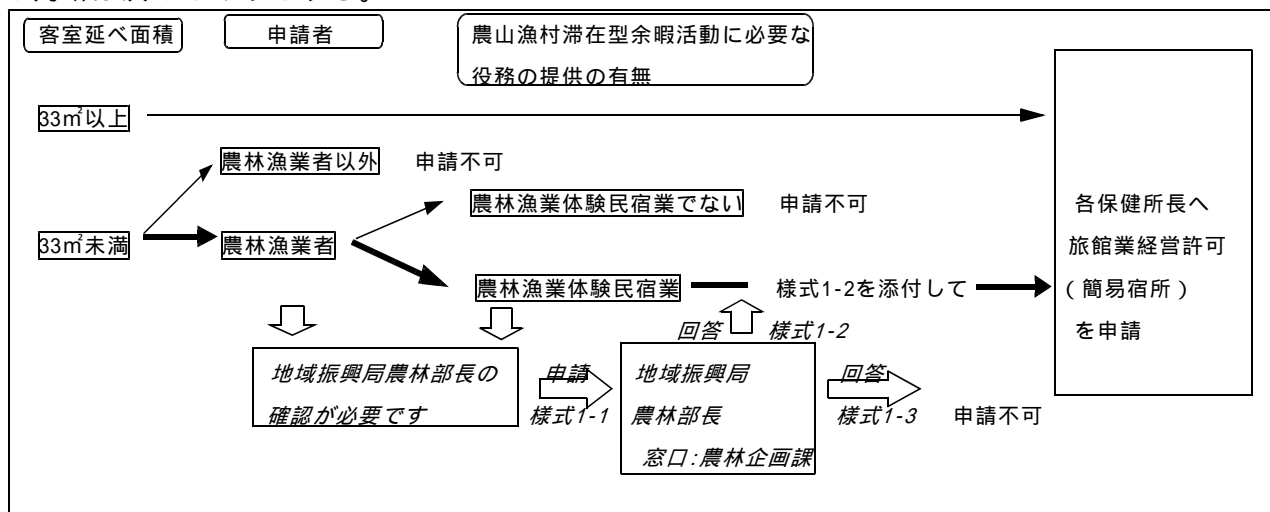 客室延べ面積
申請者
農山漁村滞在型余暇活動に必要な
役務の提供の有無
33㎡以上
農林漁業者以外 申請不可
農林漁業体験民宿業でない 申請不可
33㎡未満
農林漁業者
農林漁業体験民宿業
様式1-2を添付して
各保健所長へ
旅館業経営許可
(簡易宿所)
を申請
回答 様式1-2
地域振興局農林部長の
確認が必要です
申請
様式1-1
地域振興局
農林部長
窓口:農林企画課
回答
様式1-3 申請不可